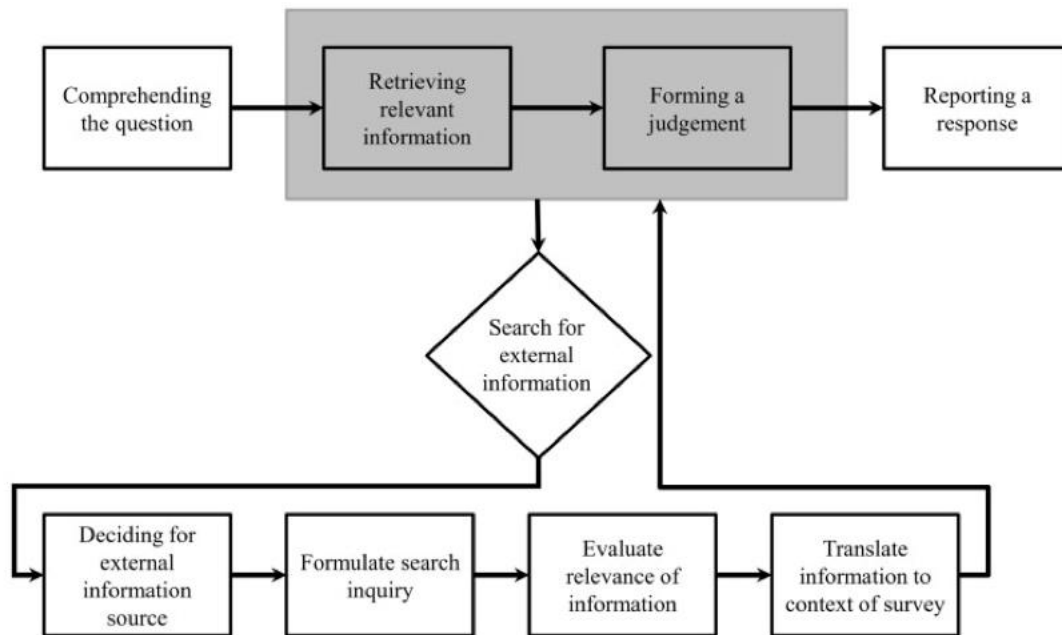 Comprehending
the question
Retrieving
relevant
information
Forming a
judgement
Reporting a
response
Search for
external
information
Deciding for
external
information
source
Formulate search
inquiry
Evaluate
relevance of
information
Translate
information to
context of survey